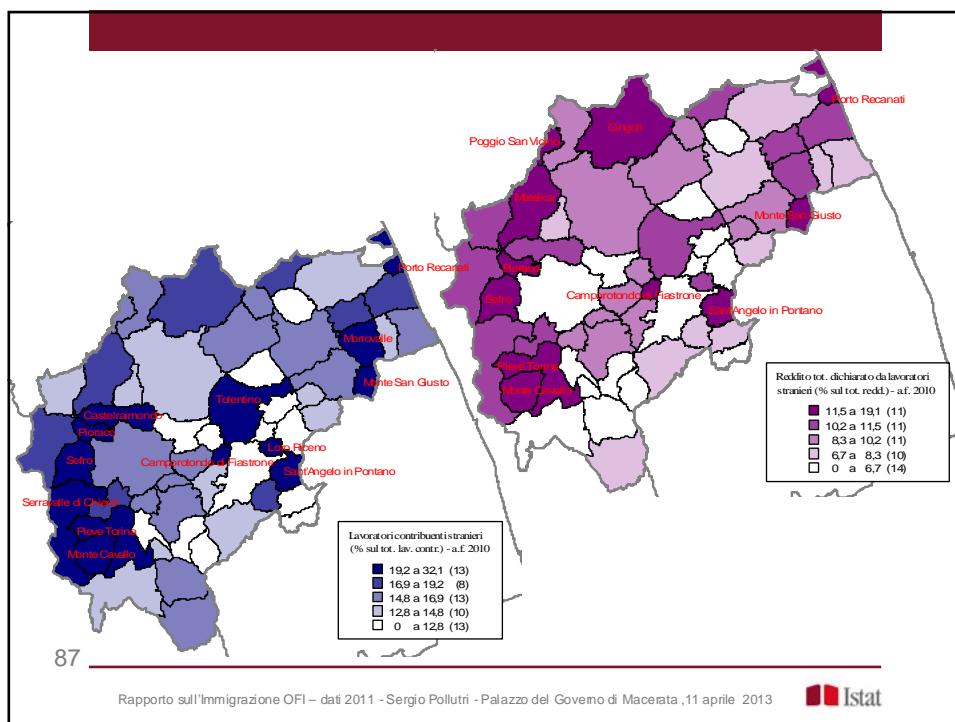 Porto Recanati
Cingoli
Poggio San Vicino
Matelica
Monte San Giusto
Pioraco
Sefro
Camporotondo di Fiastrone
Sant'Angelo in Pontano
Pieve Torina
Monte Cavallo
Reddito tot. dichiarato da lavoratori
stranieri (% sul tot. redd.) - a.f. 2010
11,5 a 19,1 (11)
10,2 a 11,5 (11)
8,3 a 10,2 (11)
6,7 a 8,3 (10)
0 a 6,7 (14)
Porto Recanati
Morrovalle
Monte San Giusto
Tolentino
Castelraimondo
Pioraco
Loro Piceno
Sefro
Camporotondo di Fiastrone
Sant'Angelo in Pontano
Serravalle di Chienti
Pieve Torina
Monte Cavallo
Lavoratori contribuenti stranieri
(% sul tot. lav. contr.) - a.f. 2010
19,2 a 32,1 (13)
16,9 a 19,2 (8)
14,8 a 16,9 (13)
12,8 a 14,8 (10)
0 a 12,8 (13)
87
Rapporto sull'Immigrazione OFI – dati 2011 - Sergio Pollutri - Palazzo del Governo di Macerata ,11 aprile 2013
Istat